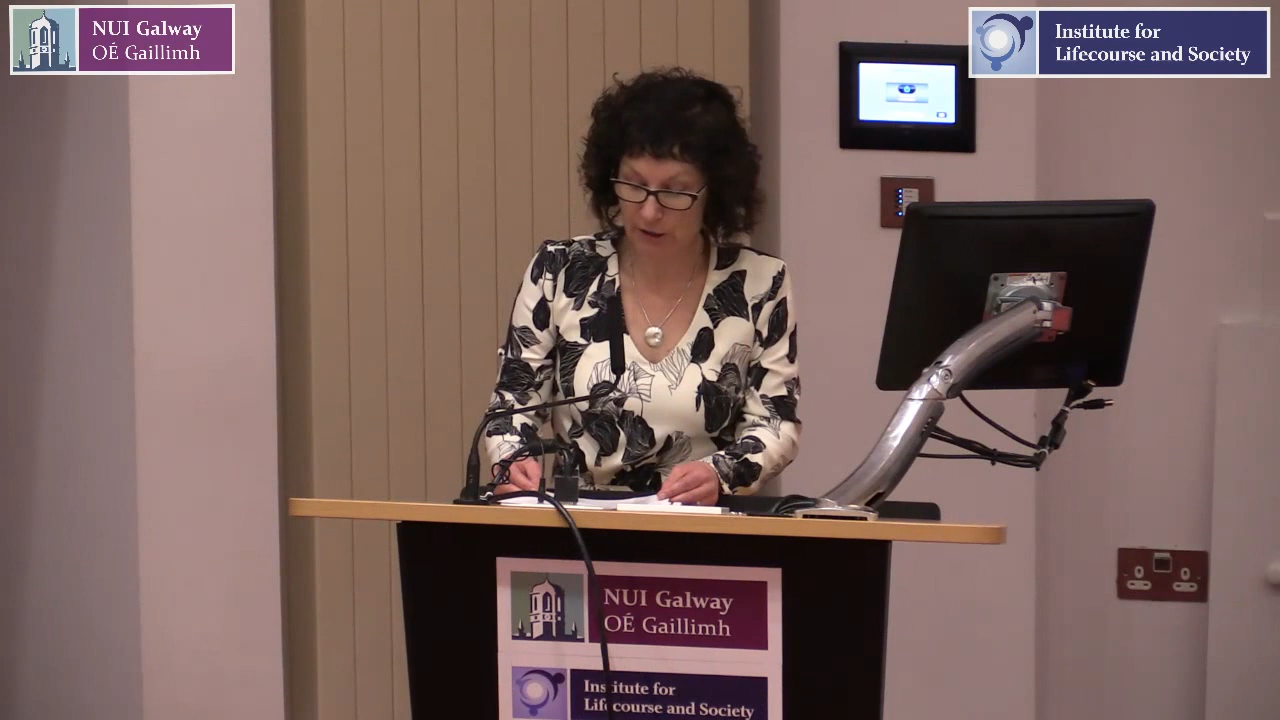 NUI Galway
OÉ Gaillimh
Institute for
Lifecourse and Society
NUI Galway
OÉ Gaillimh
Institute for
Lifecourse and Society